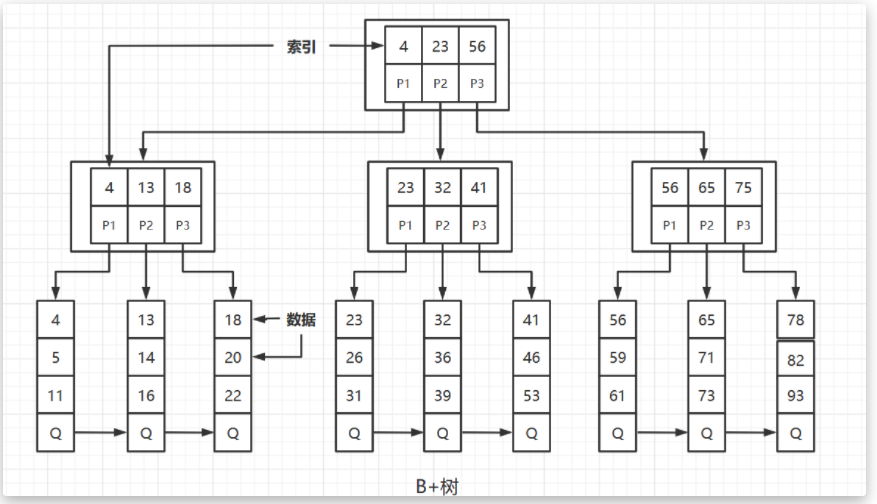 索引 4 23 56
P1 P2 P3
4 13 18 23 32 41 56 65 75
P1 P2 P3 P1 P2 P3 P1 P2 P3
4 13 18 数据 23 32 41 56 65 78
5 14 20 26 36 46 59 71 82
11 16 22 31 39 53 61 73 93
Q Q Q Q Q Q Q Q Q
B+树